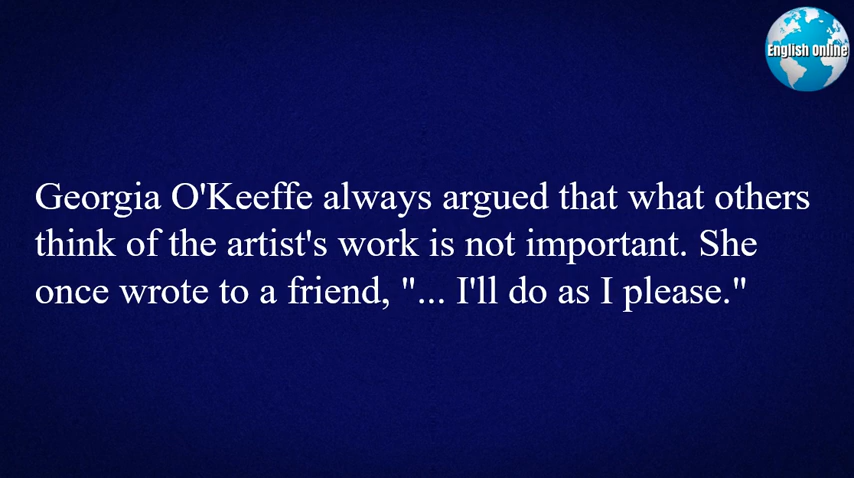 English Online
Georgia O'Keeffe always argued that what others
think of the artist's work is not important. She
once wrote to a friend, "... I'll do as I please."